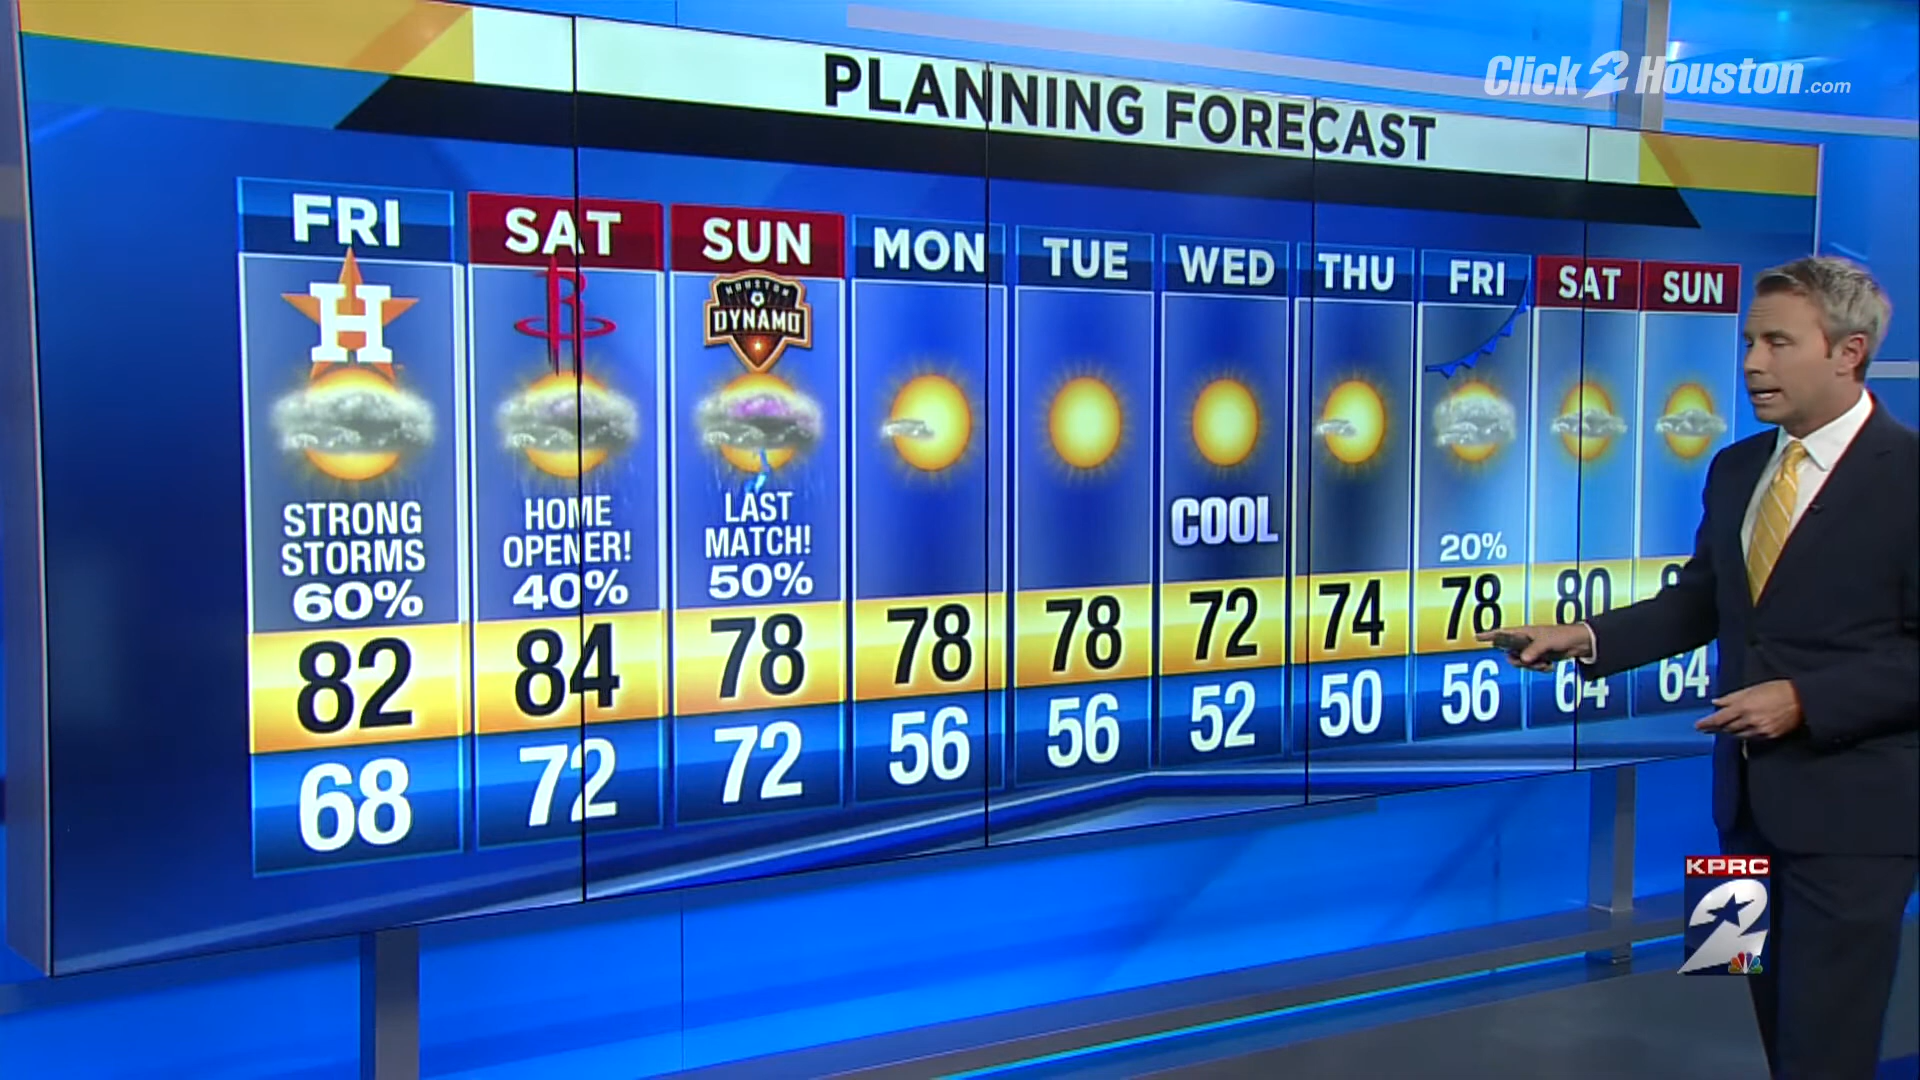 Click2Houston.com
PLANNING FORECAST
FRI
SAT
SUN
MON
TUE
WED
THU
FRI
SAT
SUN
H
R
HOUSTON
DYNAMO
STRONG
STORMS
60%
HOME
OPENER!
40%
LAST
MATCH!
50%
COOL
20%
82
84
78
78
78
72
74
78
80
68
72
72
56
56
52
50
56
64
64
KPRC
2